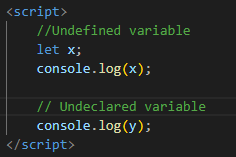 <script>
//Undefined variable
let x;
console.log(x);
// Undeclared variable
console.log(y);
</script>